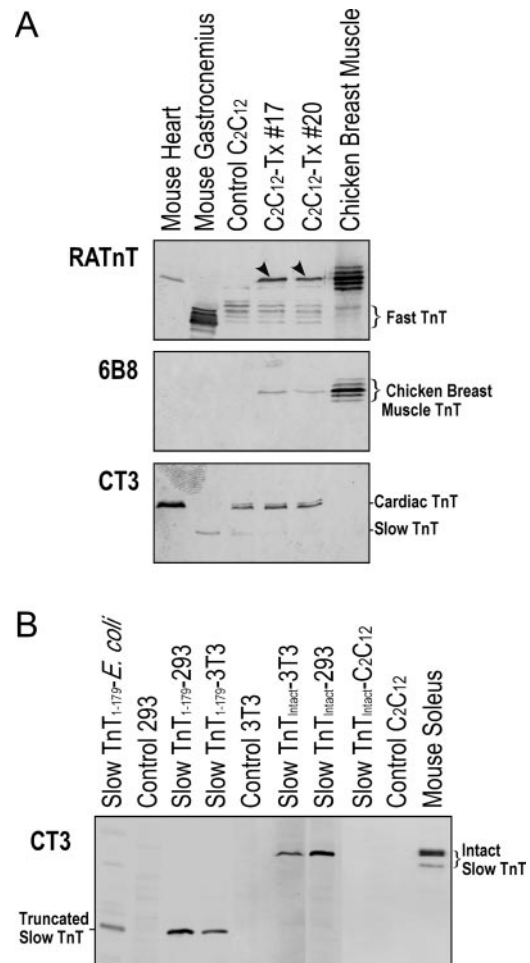 A
Mouse Heart
Mouse Gastrocnemius
Control C2C12
C2C12-Tx #17
C2C12-Tx #20
Chicken Breast Muscle
RATnT
Fast TnT
6B8
Chicken Breast
Muscle TnT
CT3
Cardiac TnT
Slow TnT
B
Slow TnT1-179-E. coli
Control 293
Slow TnT1-179-293
Slow TnT1-179-3T3
Control 3T3
Slow TnTIntact-3T3
Slow TnTIntact-293
Slow TnTIntact-C2C12
Control C2C12
Mouse Soleus
CT3
Intact
Slow TnT
Truncated
Slow TnT